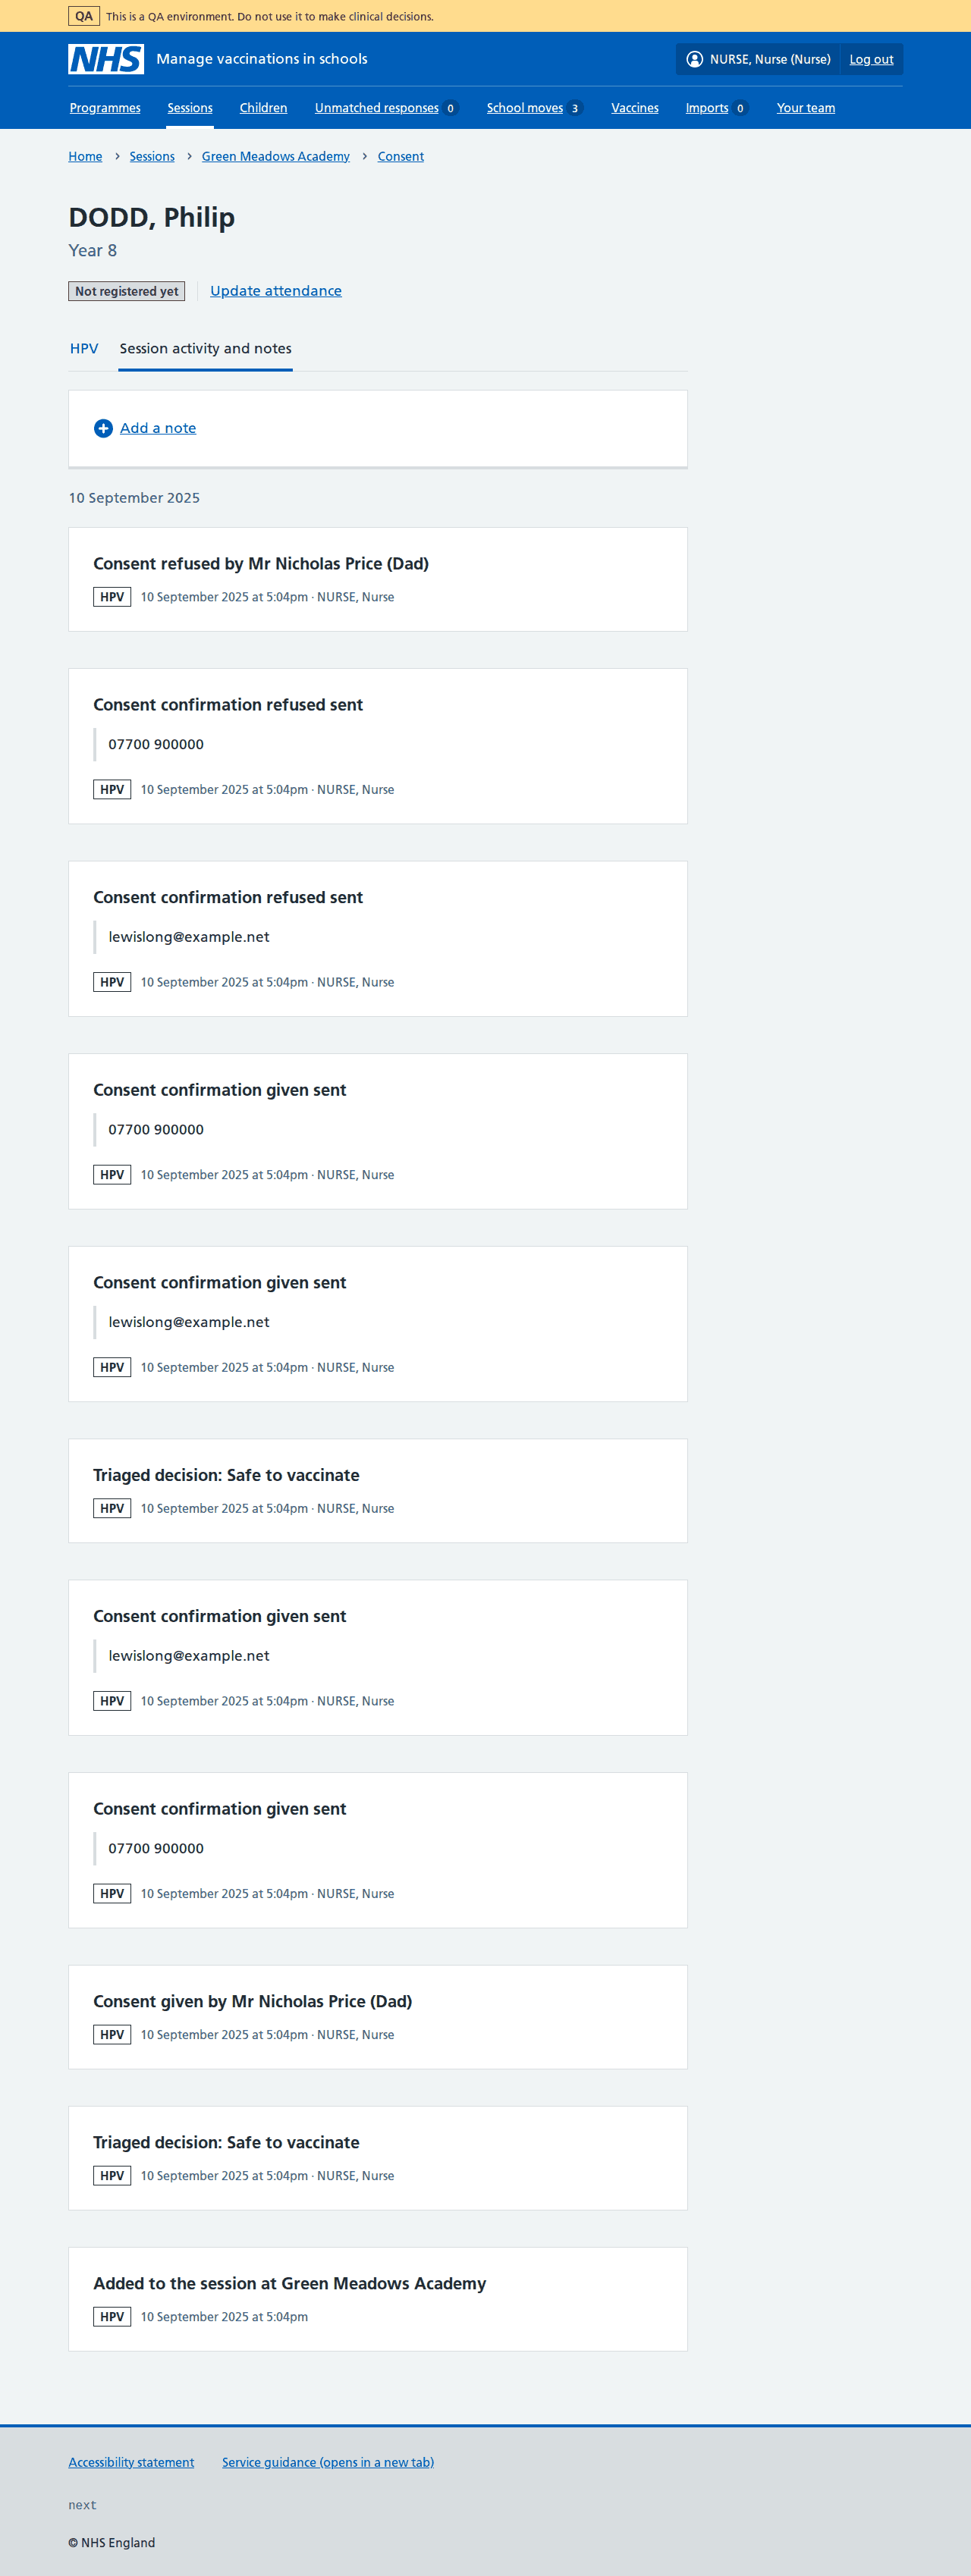 QA This is a QA environment. Do not use it to make clinical decisions.
NHS Manage vaccinations in schools NURSE, Nurse (Nurse) Log out
Programmes Sessions Children Unmatched responses 0 School moves 3 Vaccines Imports 0 Your team
Home › Sessions › Green Meadows Academy › Consent
DODD, Philip
Year 8
Not registered yet Update attendance
HPV Session activity and notes
Add a note
10 September 2025
Consent refused by Mr Nicholas Price (Dad)
HPV 10 September 2025 at 5:04pm · NURSE, Nurse
Consent confirmation refused sent
07700 900000
HPV 10 September 2025 at 5:04pm · NURSE, Nurse
Consent confirmation refused sent
lewislong@example.net
HPV 10 September 2025 at 5:04pm · NURSE, Nurse
Consent confirmation given sent
07700 900000
HPV 10 September 2025 at 5:04pm · NURSE, Nurse
Consent confirmation given sent
lewislong@example.net
HPV 10 September 2025 at 5:04pm · NURSE, Nurse
Triaged decision: Safe to vaccinate
HPV 10 September 2025 at 5:04pm · NURSE, Nurse
Consent confirmation given sent
lewislong@example.net
HPV 10 September 2025 at 5:04pm · NURSE, Nurse
Consent confirmation given sent
07700 900000
HPV 10 September 2025 at 5:04pm · NURSE, Nurse
Consent given by Mr Nicholas Price (Dad)
HPV 10 September 2025 at 5:04pm · NURSE, Nurse
Triaged decision: Safe to vaccinate
HPV 10 September 2025 at 5:04pm · NURSE, Nurse
Added to the session at Green Meadows Academy
HPV 10 September 2025 at 5:04pm
Accessibility statement Service guidance (opens in a new tab)
next
© NHS England